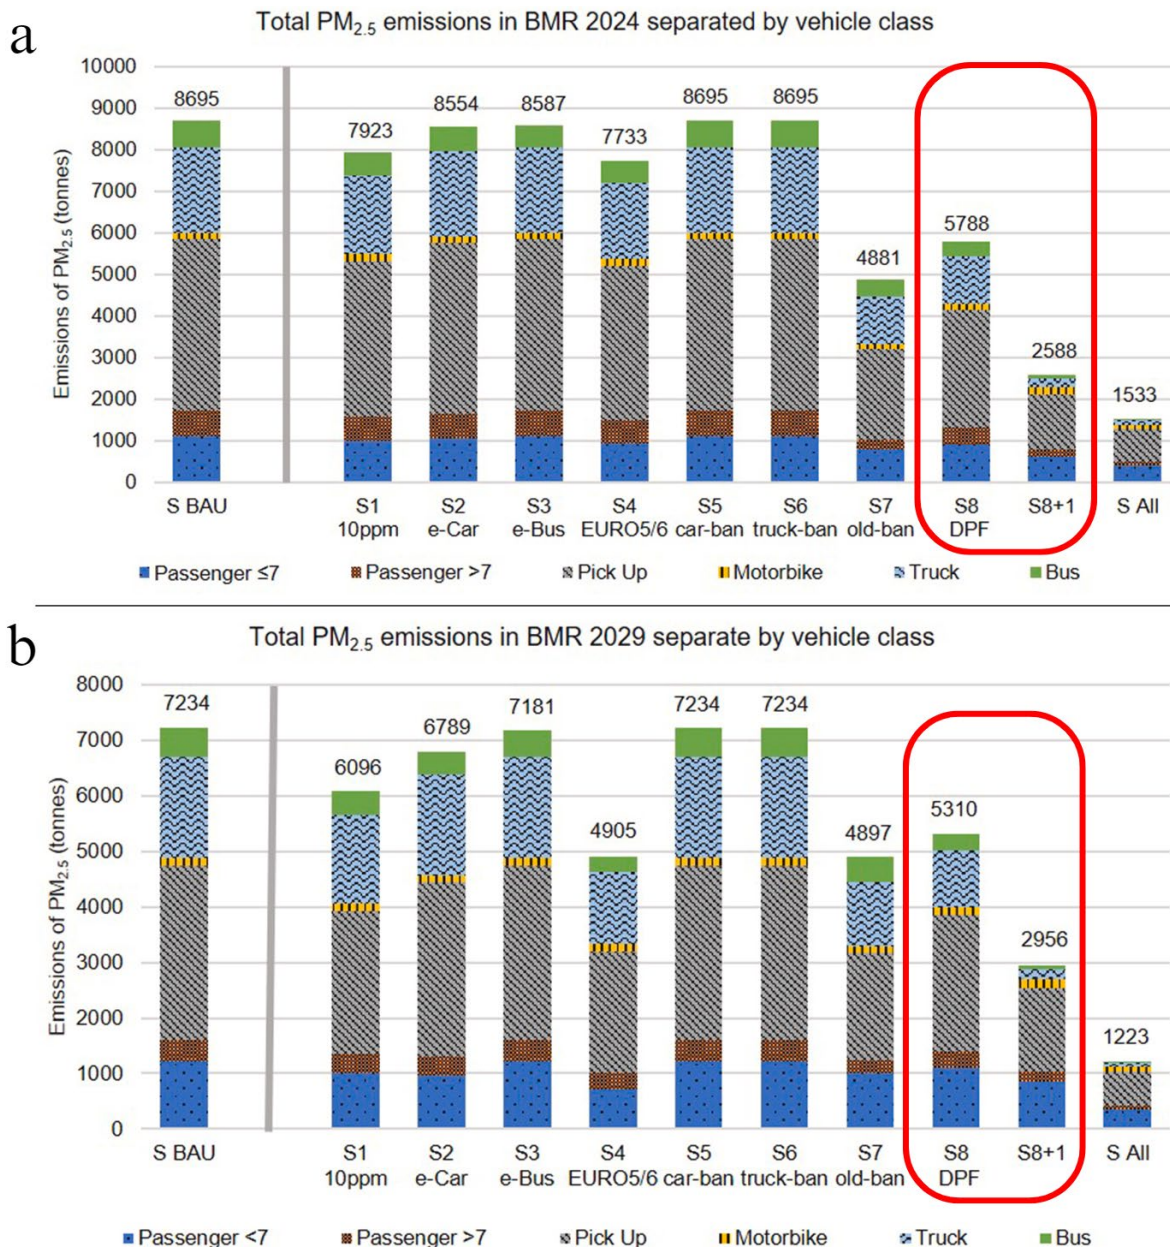 a
Total PM2.5 emissions in BMR 2024 separated by vehicle class
Emissions of PM2.5 (tonnes)
10000
9000
8000
7000
6000
5000
4000
3000
2000
1000
0
8695
7923
8554
8587
7733
8695
8695
4881
5788
2588
1533
S BAU
S1
10ppm
S2
e-Car
S3
e-Bus
S4
EURO5/6
S5
car-ban
S6
truck-ban
S7
old-ban
S8
DPF
S8+1
S All
Passenger ≤7
Passenger >7
Pick Up
Motorbike
Truck
Bus
b
Total PM2.5 emissions in BMR 2029 separate by vehicle class
Emissions of PM2.5 (tonnes)
8000
7000
6000
5000
4000
3000
2000
1000
0
7234
6096
6789
7181
4905
7234
7234
4897
5310
2956
1223
S BAU
S1
10ppm
S2
e-Car
S3
e-Bus
S4
EURO5/6
S5
car-ban
S6
truck-ban
S7
old-ban
S8
DPF
S8+1
S All
Passenger <7
Passenger >7
Pick Up
Motorbike
Truck
Bus